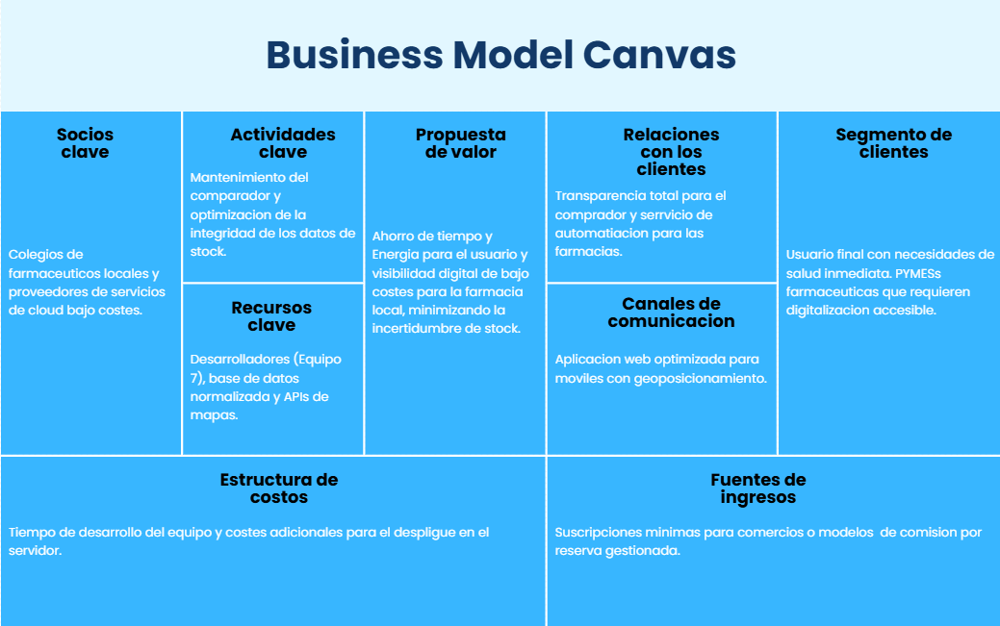 Business Model Canvas
Socios
clave
Colegios de
farmaceuticos locales y
proveedores de servicios
de cloud bajo costes.
Actividades
clave
Mantenimiento del
comparador y
optimizacion de la
integridad de los datos de
stock.
Recursos
clave
Desarrolladores (Equipo
7), base de datos
normalizada y APIs de
mapas.
Propuesta
de valor
Ahorro de tiempo y
Energia para el usuario y
visibilidad digital de bajo
costes para la farmacia
local, minimizando la
incertidumbre de stock.
Relaciones
con los
clientes
Transparencia total para el
comprador y serrvicio de
automatiacion para las
farmacias.
Canales de
comunicacion
Aplicacion web optimizada para
moviles con geoposicionamiento.
Segmento de
clientes
Usuario final con necesidades de
salud inmediata. PYMESs
farmaceuticas que requieren
digitalizacion accesible.
Estructura de
costos
Tiempo de desarrollo del equipo y costes adicionales para el despligue en el
servidor.
Fuentes de
ingresos
Suscripciones minimas para comercios o modelos  de comision por
reserva gestionada.